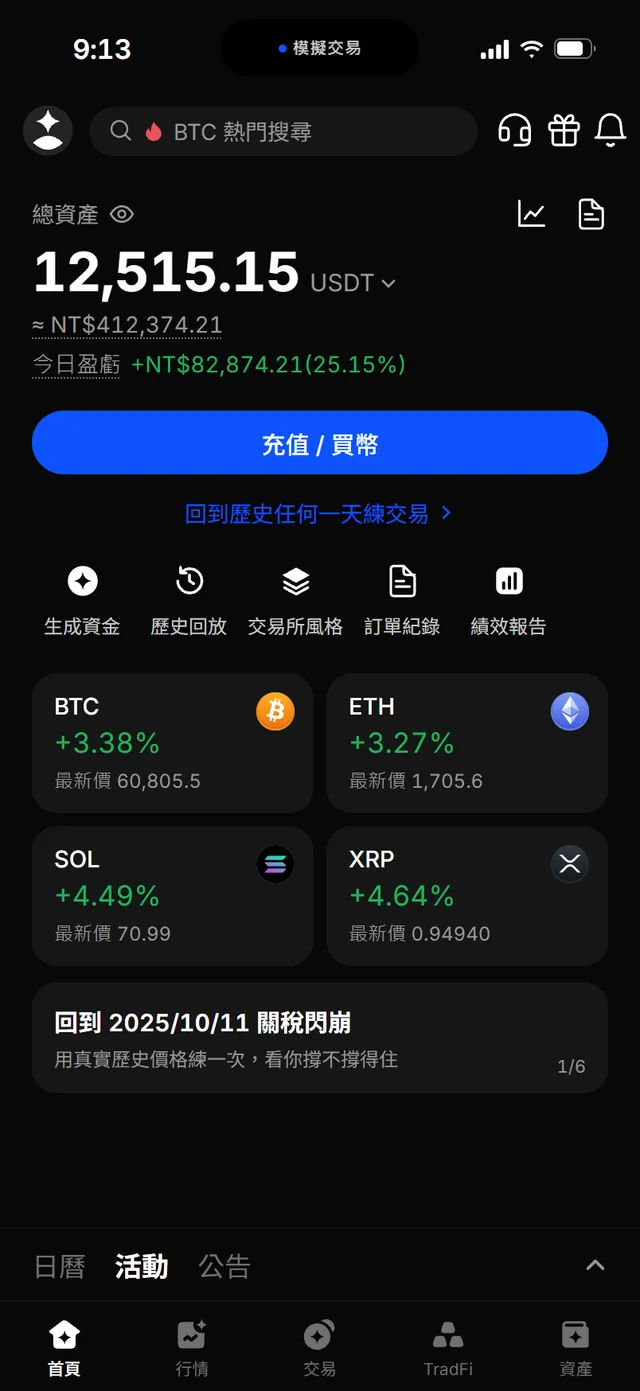 9:13
模擬交易
BTC 熱門搜尋
總資產
12,515.15 USDT
≈ NT$412,374.21
今日盈虧 +NT$82,874.21(25.15%)
充值 / 買幣
回到歷史任何一天練交易
生成資金 歷史回放 交易所風格 訂單紀錄 績效報告
BTC
+3.38%
最新價 60,805.5
ETH
+3.27%
最新價 1,705.6
SOL
+4.49%
最新價 70.99
XRP
+4.64%
最新價 0.94940
回到 2025/10/11 關稅閃崩
用真實歷史價格練一次，看你撐不撐得住
1/6
日曆 活動 公告
首頁 行情 交易 TradFi 資產